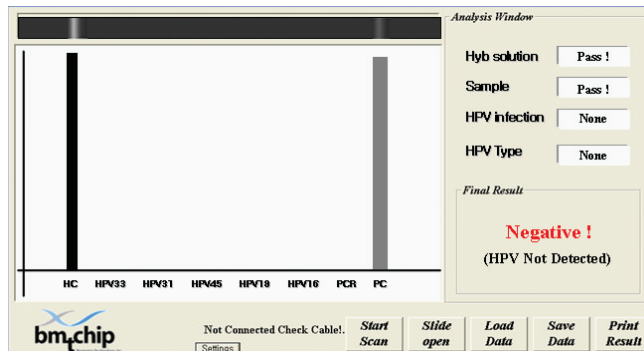 Analysis Window
Hyb solution Pass !
Sample Pass !
HPV infection None
HPV Type None
Final Result
Negative !
(HPV Not Detected)
HC HPV33 HPV31 HPV45 HPV18 HPV16 PCR PC
bmtchip
Not Connected Check Cable!.
Settings
Start Scan
Slide open
Load Data
Save Data
Print Result